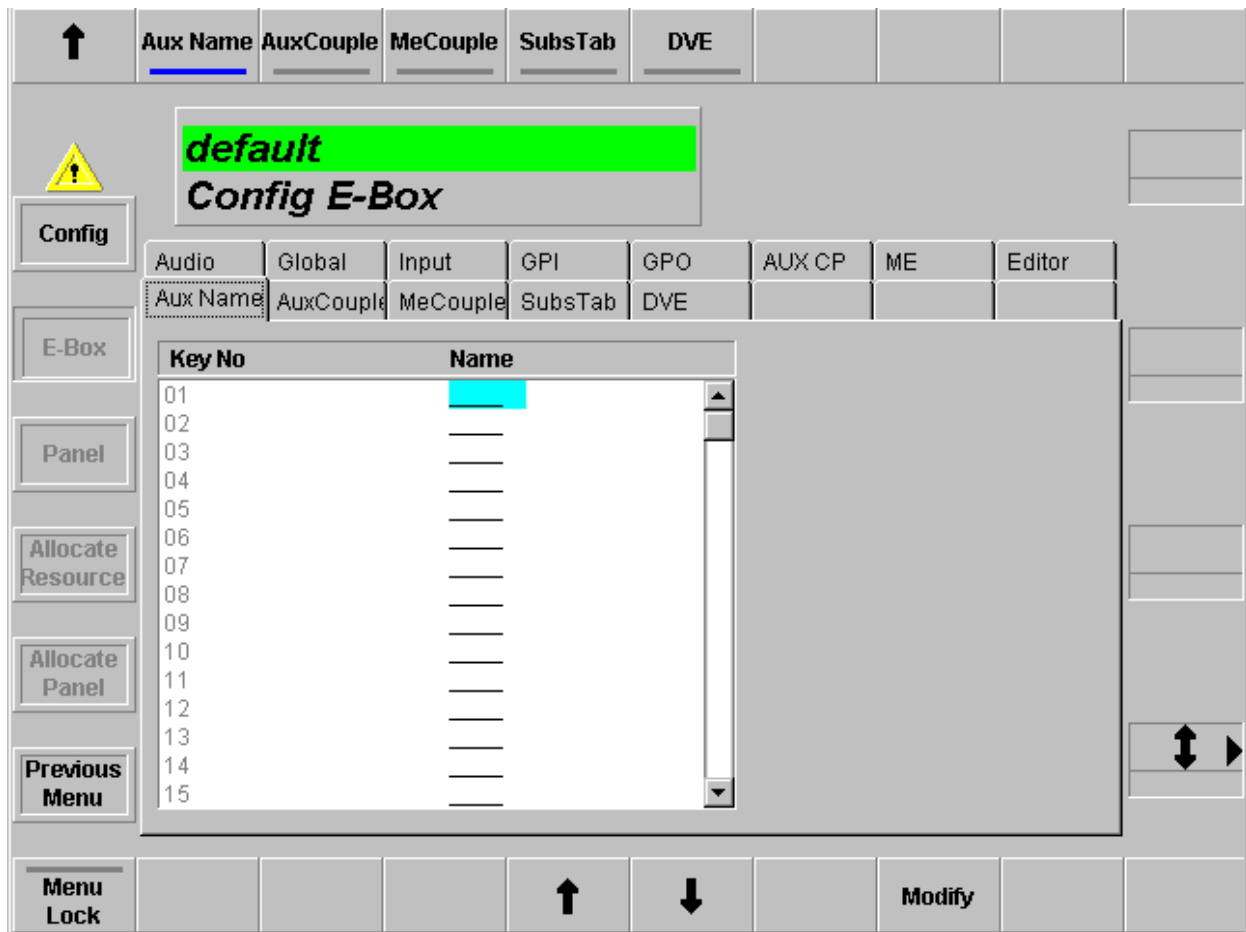 Aux Name AuxCouple MeCouple SubsTab DVE
default
Config E-Box
Config
Audio Global Input GPI GPO AUX CP ME Editor
Aux Name AuxCouple MeCouple SubsTab DVE
E-Box
Key No Name
01
02
03
Panel
04
05
06
Allocate
Resource
07
08
09
10
Allocate
Panel
11
12
13
14
Previous
Menu
15
Menu
Lock
Modify